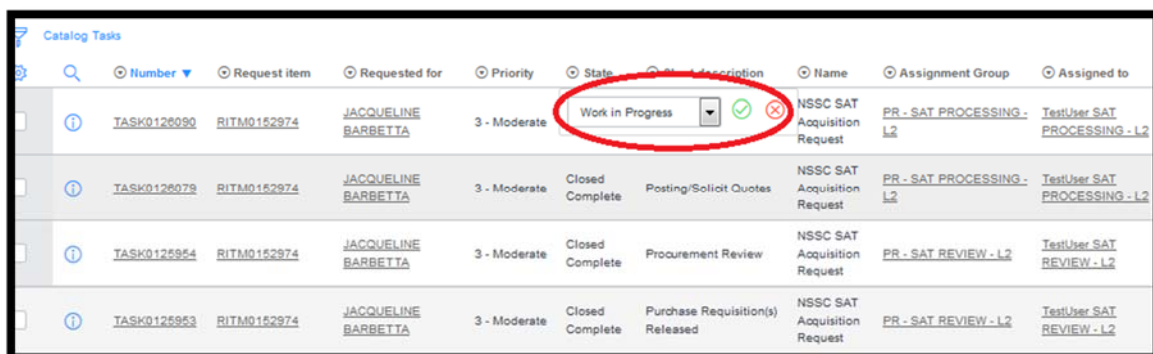 Catalog Tasks
Number ▼ Request item Requested for Priority State Short description Name Assignment Group Assigned to
TASK0126090 RITM0152974 JACQUELINE BARBETTA 3 - Moderate Work in Progress NSSC SAT Acquisition Request PR - SAT PROCESSING - L2 TestUser SAT PROCESSING - L2
TASK0126079 RITM0152974 JACQUELINE BARBETTA 3 - Moderate Closed Complete Posting/Solicit Quotes NSSC SAT Acquisition Request PR - SAT PROCESSING - L2 TestUser SAT PROCESSING - L2
TASK0125954 RITM0152974 JACQUELINE BARBETTA 3 - Moderate Closed Complete Procurement Review NSSC SAT Acquisition Request PR - SAT REVIEW - L2 TestUser SAT REVIEW - L2
TASK0125953 RITM0152974 JACQUELINE BARBETTA 3 - Moderate Closed Complete Purchase Requisition(s) Released NSSC SAT Acquisition Request PR - SAT REVIEW - L2 TestUser SAT REVIEW - L2